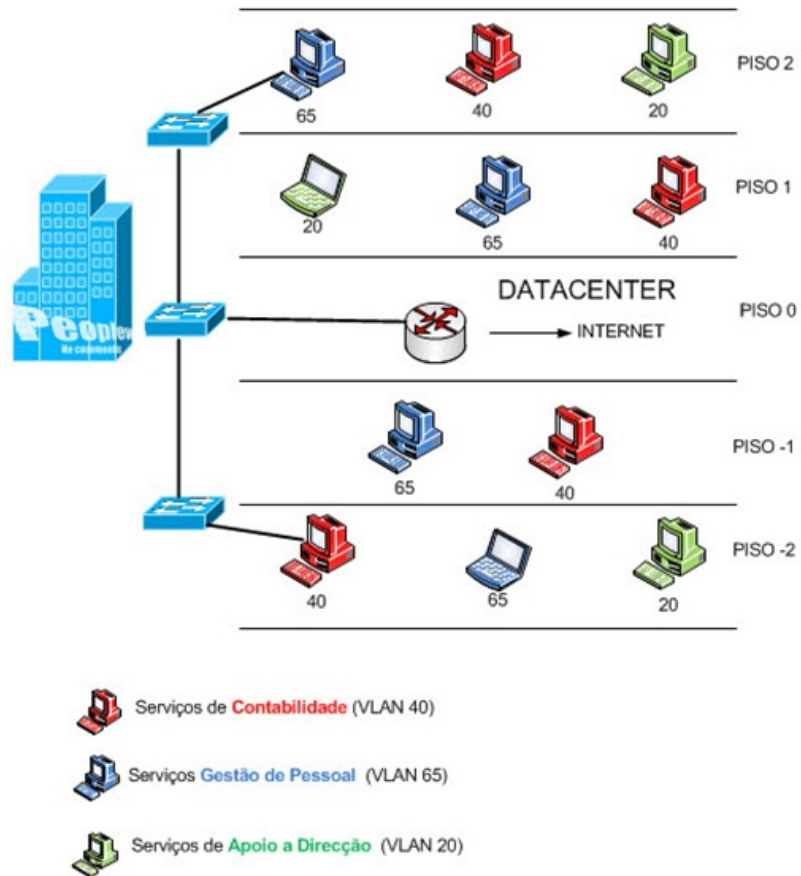 PISO 2
65 40 20
PISO 1
20 65 40
DATACENTER
PISO 0
INTERNET
PISO -1
65 40
PISO -2
40 65 20
No comments
Serviços de Contabilidade (VLAN 40)
Serviços Gestão de Pessoal (VLAN 65)
Serviços de Apoio a Direcção (VLAN 20)